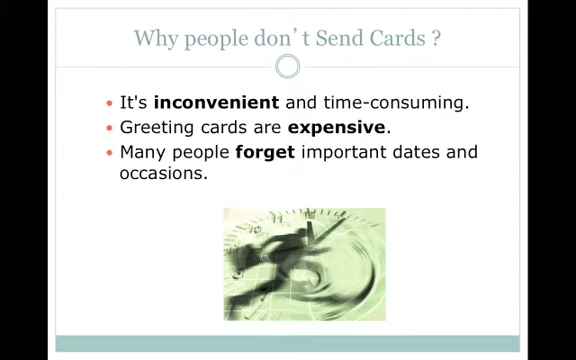 Why people don’t Send Cards ?
• It's inconvenient and time-consuming.
• Greeting cards are expensive.
• Many people forget important dates and
occasions.